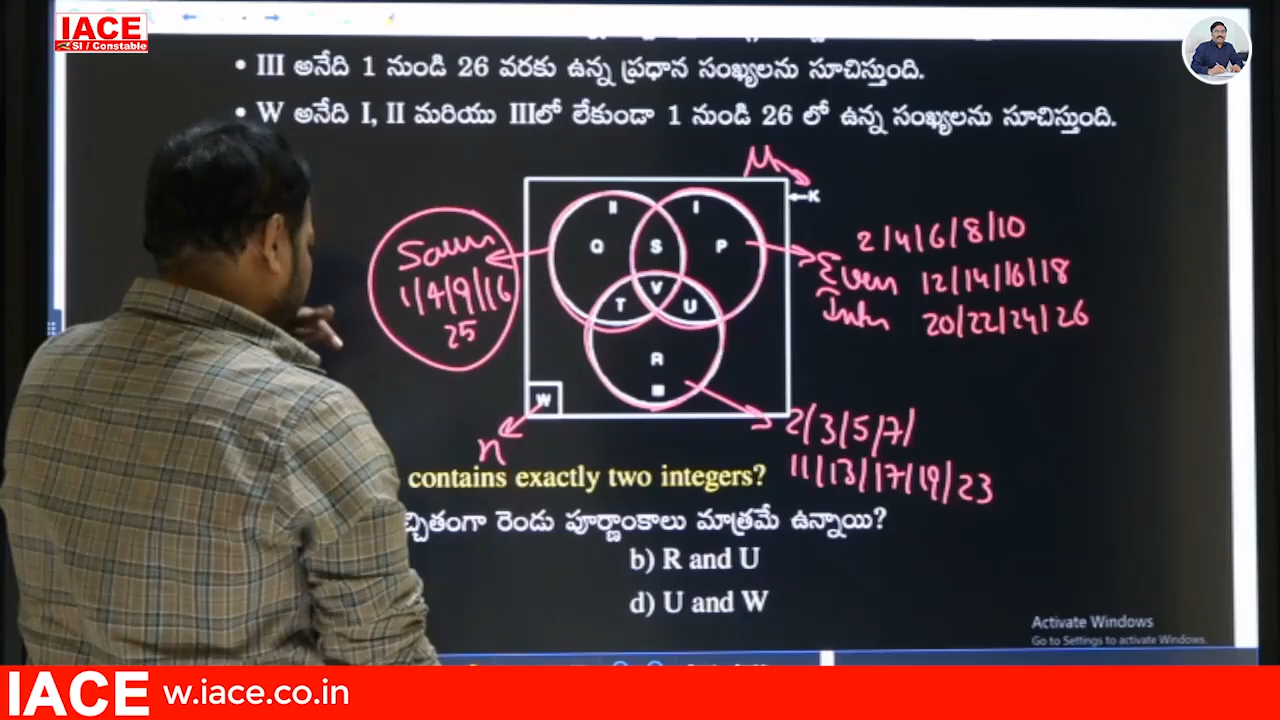 IACE
SI / Constable
• III అనేది 1 నుండి 26 వరకు ఉన్న ప్రధాన సంఖ్యలను సూచిస్తుంది.
• W అనేది I, II మరియు IIIలో లేకుండా 1 నుండి 26 లో ఉన్న సంఖ్యలను సూచిస్తుంది.
K
II I
Q S P
V
T U
R
W
2/4/6/8/10
Even 12/14/16/18
20/22/24/26
1/4/9/16
25
2/3/5/7/
11/13/17/19/23
n
contains exactly two integers?
రెండు పూర్ణాంకాలు మాత్రమే ఉన్నాయి?
b) R and U
d) U and W
Activate Windows
Go to Settings to activate Windows.
IACE w.iace.co.in